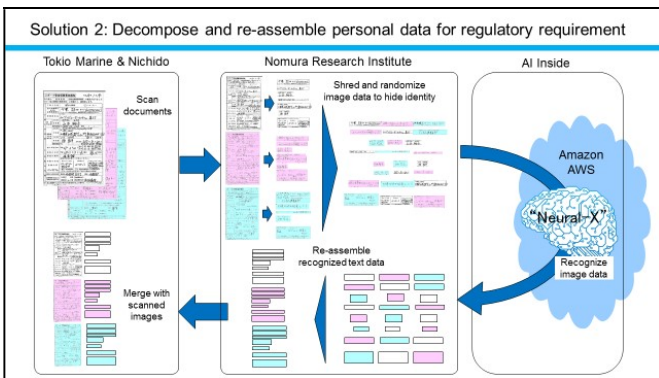 Solution 2: Decompose and re-assemble personal data for regulatory requirement
Tokio Marine & Nichido
Nomura Research Institute
AI Inside
Scan
documents
Shred and randomize
image data to hide identity
Amazon
AWS
“Neural-X”
Recognize
image data
Re-assemble
recognized text data
Merge with
scanned
images